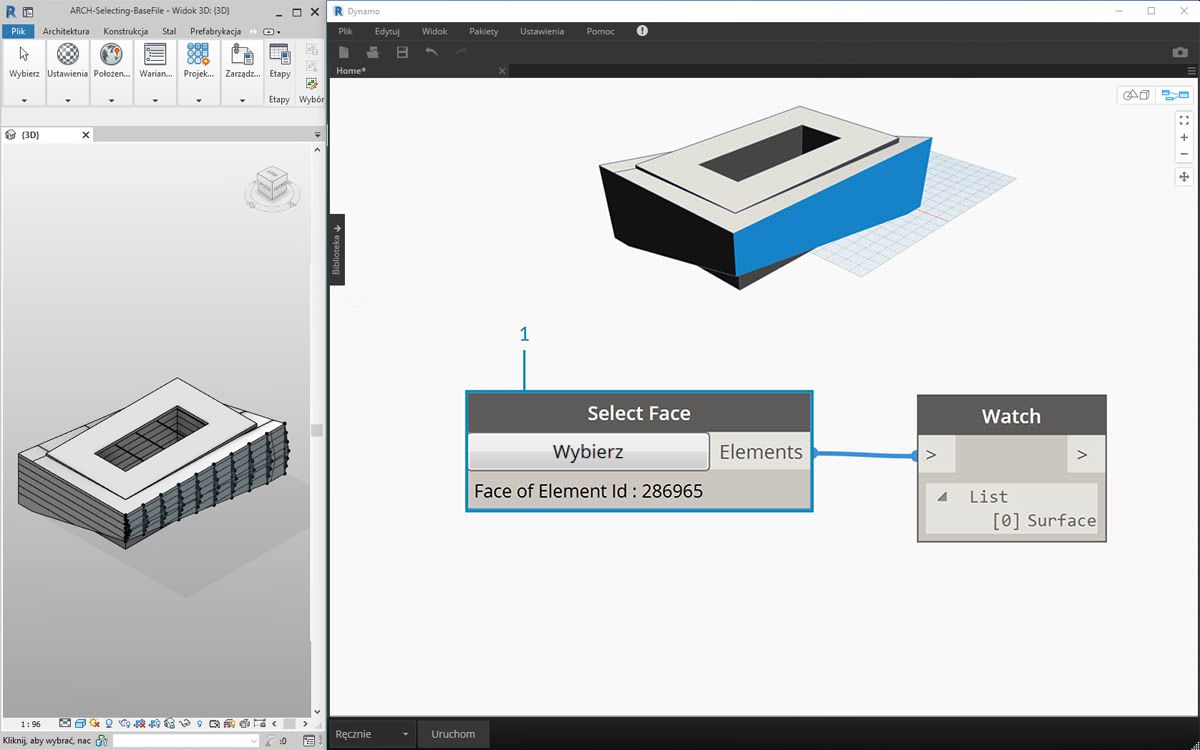 ARCH-Selecting-BaseFile - Widok 3D: {3D}
Plik Architektura Konstrukcja Stal Prefabrykacja
Wybierz Ustawienia Położen... Warian... Projek... Zarządz... Etapy
Etapy Wybór
{3D}
1 : 96
Kliknij, aby wybrać, nac :0
Dynamo
Plik Edytuj Widok Pakiety Ustawienia Pomoc
Home*
Biblioteka
1
Select Face
Wybierz Elements
Face of Element Id : 286965
Watch
> >
List
[0] Surface
Ręcznie Uruchom